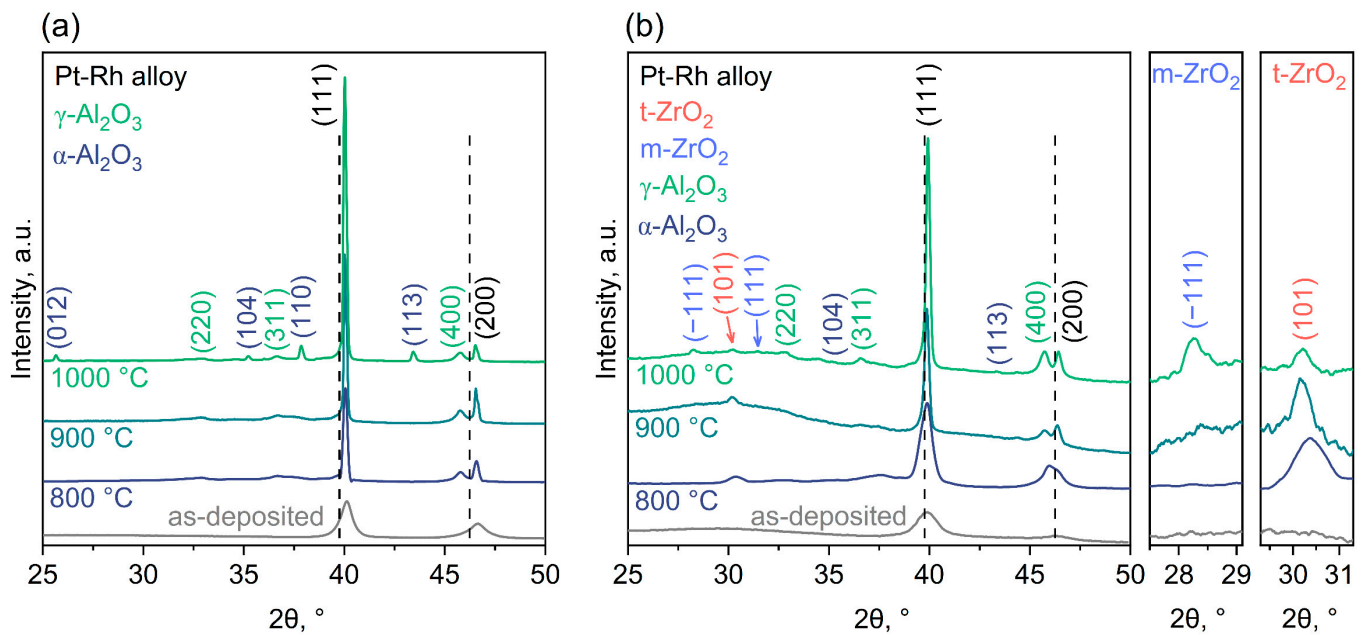 (a)
Pt-Rh alloy
γ-Al₂O₃
α-Al₂O₃
(111)
(012)
(220)
(104)
(311)
(110)
(113)
(400)
(200)
1000 °C
900 °C
800 °C
as-deposited
Intensity, a.u.
25 30 35 40 45 50
2θ, °
(b)
Pt-Rh alloy
t-ZrO₂
m-ZrO₂
γ-Al₂O₃
α-Al₂O₃
(111)
(−111)
(101)
(111)
(220)
(104)
(311)
(113)
(400)
(200)
1000 °C
900 °C
800 °C
as-deposited
Intensity, a.u.
25 30 35 40 45 50
2θ, °
m-ZrO₂
(−111)
28 29
2θ, °
t-ZrO₂
(101)
30 31
2θ, °